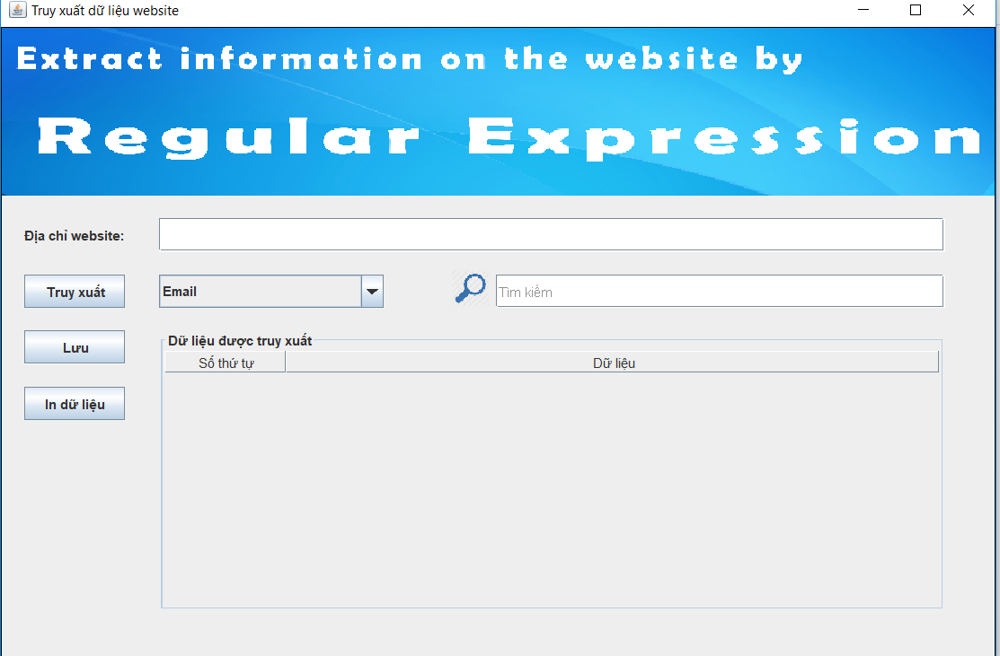 Truy xuất dữ liệu website
Extract information on the website by
Regular Expression
Địa chỉ website:
Truy xuất
Email
Tìm kiếm
Lưu
Dữ liệu được truy xuất
Số thứ tự
Dữ liệu
In dữ liệu